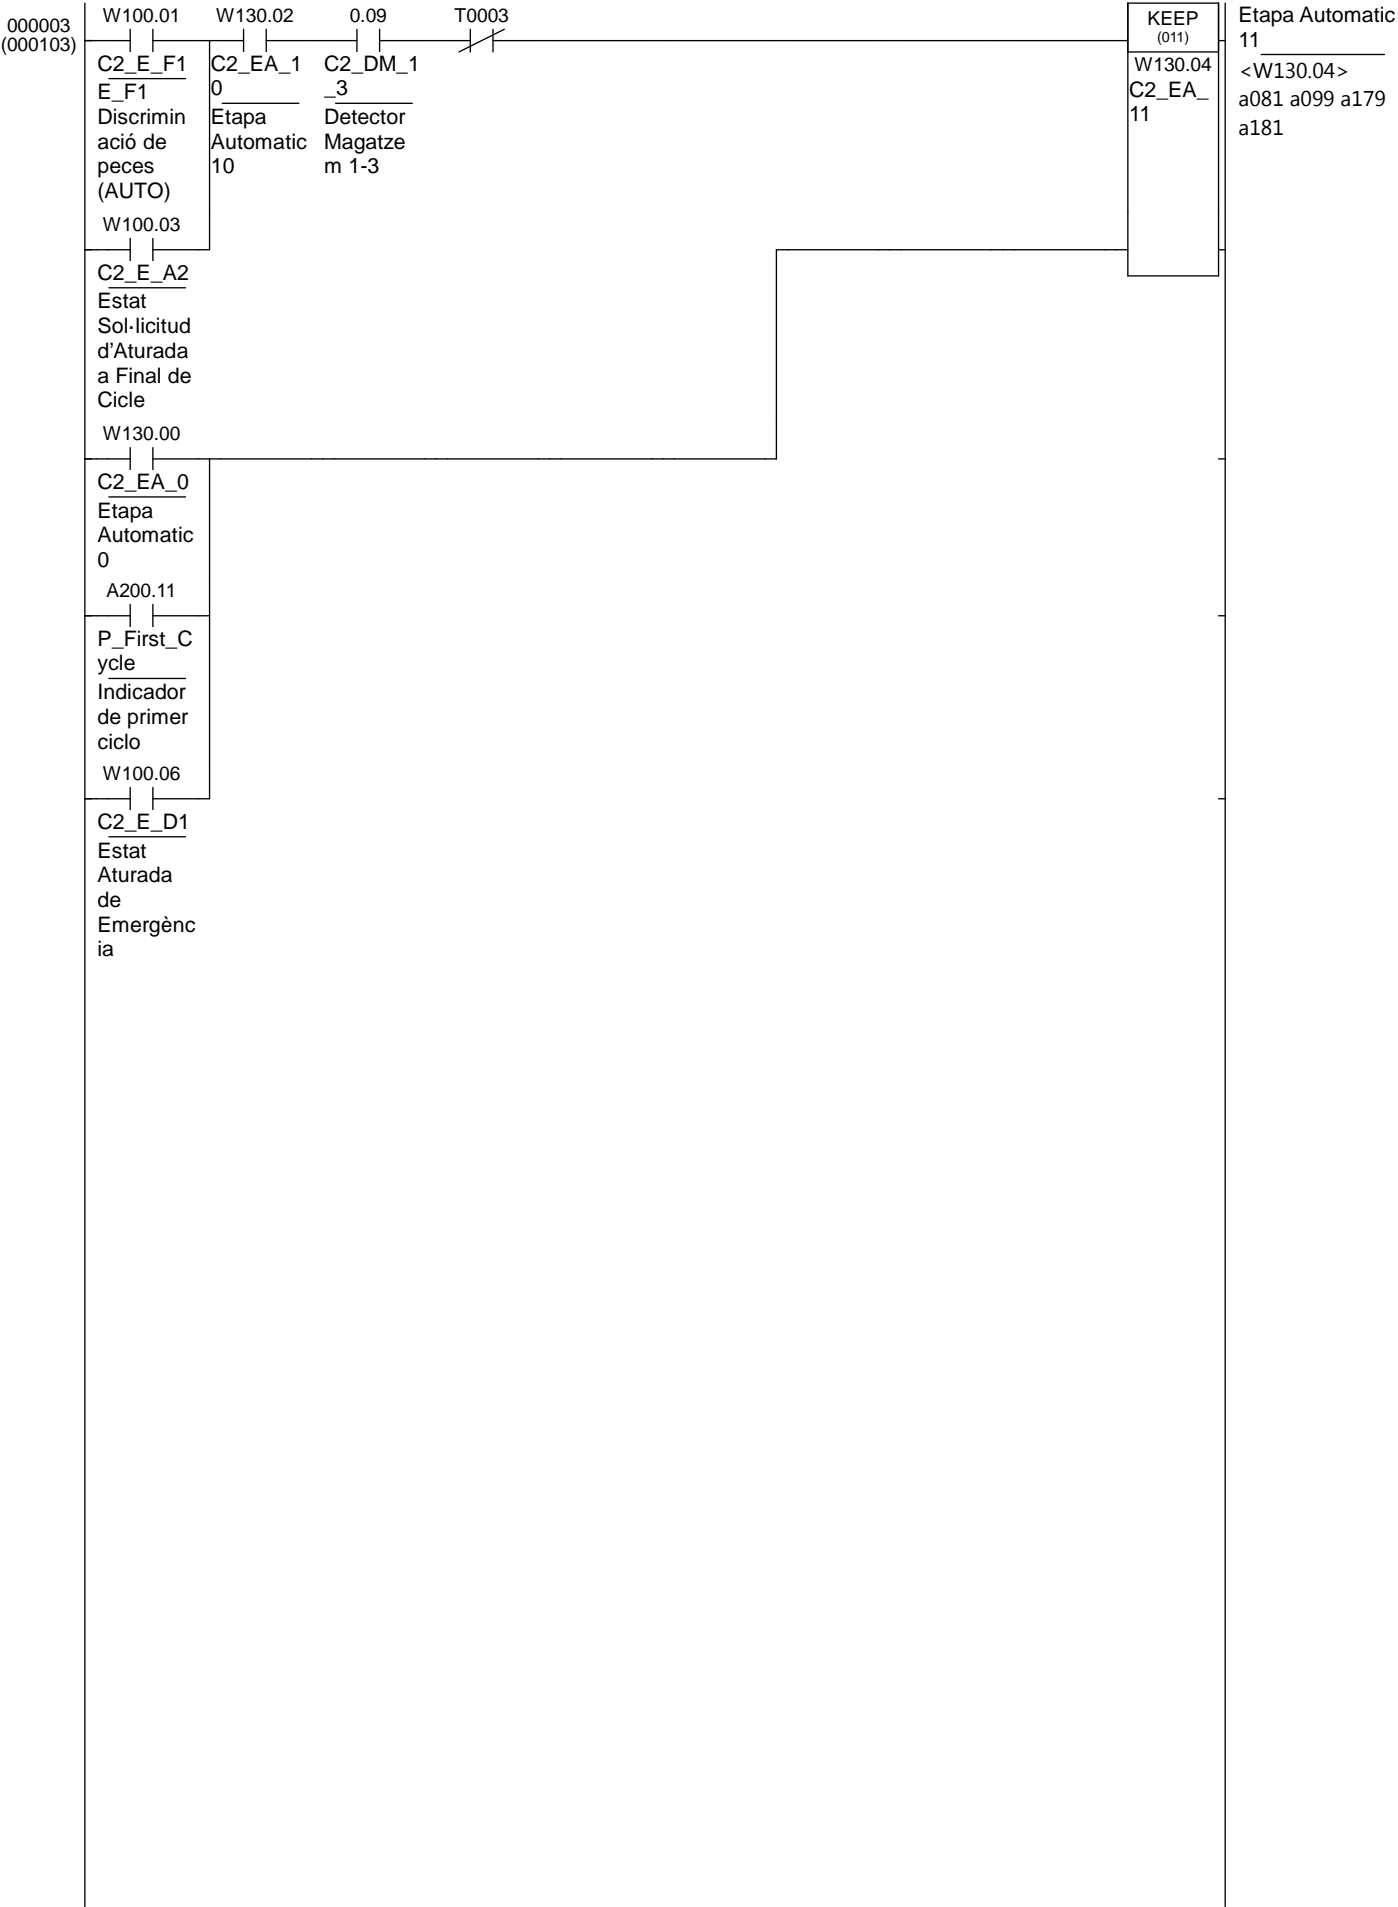 000003
(000103)
W100.01
W130.02
0.09
T0003
C2_E_F1
E_F1
Discrimin
ació de
peces
(AUTO)
C2_EA_1
0
Etapa
Automatic
10
C2_DM_1
_3
Detector
Magatze
m 1-3
KEEP
(011)
W130.04
C2_EA_
11
Etapa Automatic
11
<W130.04>
a081 a099 a179
a181
W100.03
C2_E_A2
Estat
Sol·licitud
d'Aturada
a Final de
Cicle
W130.00
C2_EA_0
Etapa
Automatic
0
A200.11
P_First_C
ycle
Indicador
de primer
ciclo
W100.06
C2_E_D1
Estat
Aturada
de
Emergènc
ia